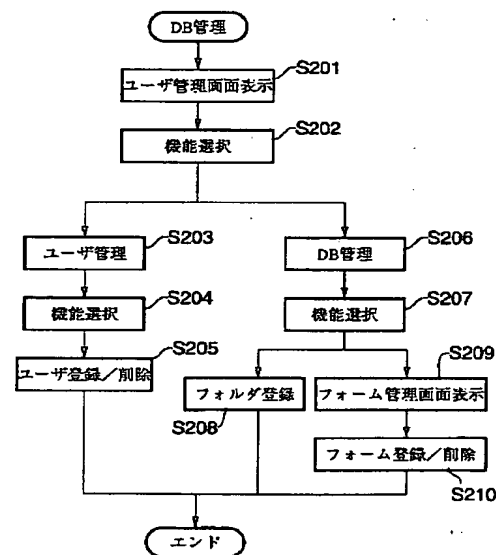 DB管理
S201
ユーザ管理画面表示
S202
機能選択
S203
ユーザ管理
S206
DB管理
S204
機能選択
S207
機能選択
S205
ユーザ登録／削除
S209
フォルダ登録
フォーム管理画面表示
S208
フォーム登録／削除
S210
エンド